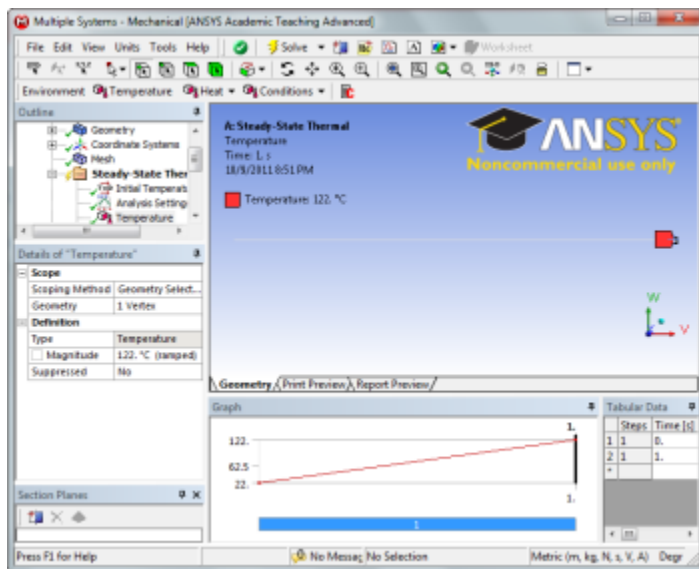 Multiple Systems - Mechanical [ANSYS Academic Teaching Advanced]
File Edit View Units Tools Help Solve Worksheet
Environment Temperature Heat Conditions
Outline
Geometry
Coordinate Systems
Mesh
Steady-State Ther
Initial Temperat
Analysis Setting
Temperature
A: Steady-State Thermal
Temperature
Time: 1. s
10/9/2011 8:51 PM
Temperature: 122. °C
ANSYS
Noncommercial use only
W
V
Details of "Temperature"
Scope
Scoping Method Geometry Select...
Geometry 1 Vertex
Definition
Type Temperature
Magnitude 122. °C (ramped)
Suppressed No
Geometry Print Preview Report Preview
Graph
1.
122.
62.5
22.
1.
1
Tabular Data
Steps Time [s]
1 1 0.
2 1 1.
*
Section Planes
Press F1 for Help No Messag No Selection Metric (m, kg, N, s, V, A) Degr